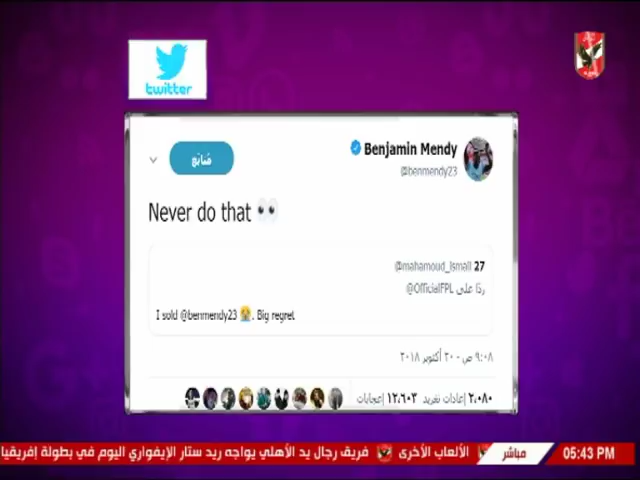 twitter
متابع
Benjamin Mendy
@benmendy23
Never do that 👀
@mahamoud_ismail 27
ردًا على OfficialFPL@
I sold @benmendy23 😭. Big regret
٩:٠٨ ص - ٢٠ أكتوبر ٢٠١٨
٢،٠٨٠ إعادات تغريد ١٢،٦٠٣ إعجابات
05:43 PM
مباشر
الألعاب الأخرى
فريق رجال يد الأهلي يواجه ريد ستار الإيفواري اليوم في بطولة إفريقيا